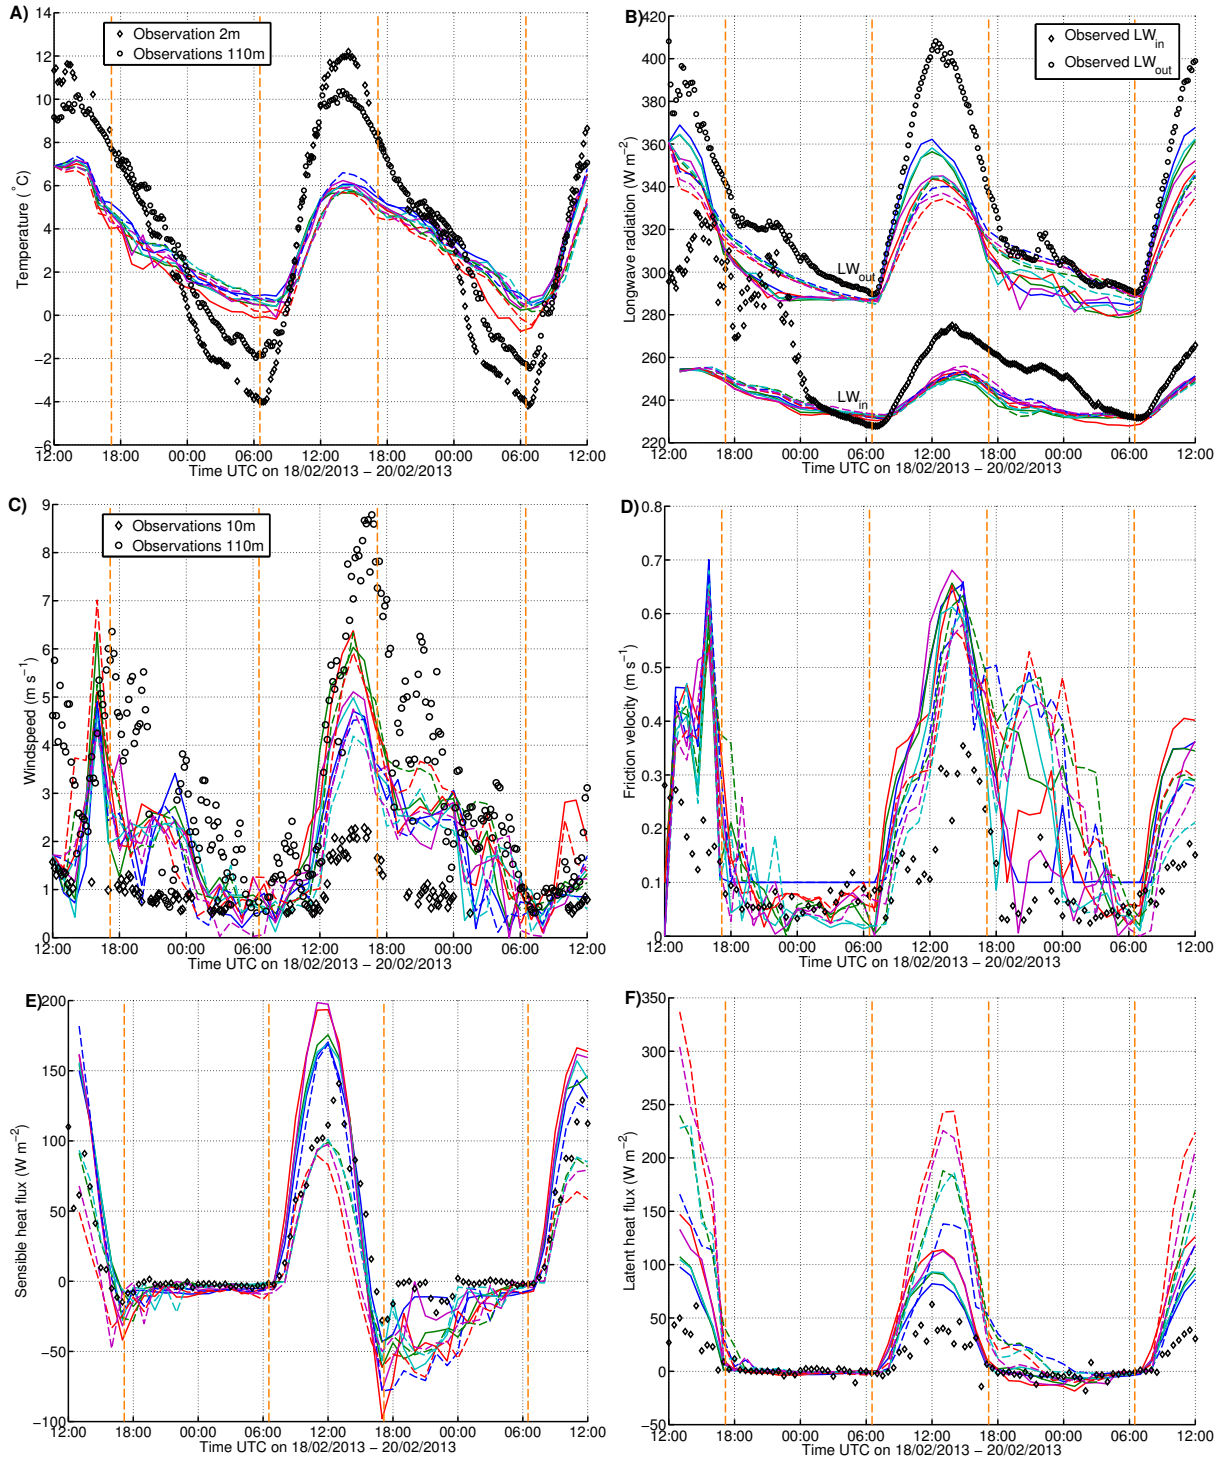 A)
Temperature (°C)
14
12
10
8
6
4
2
0
−2
−4
−6
Observation 2m
Observations 110m
12:00 18:00 00:00 06:00 12:00 18:00 00:00 06:00 12:00
Time UTC on 18/02/2013 − 20/02/2013
B)
Longwave radiation (W m−2)
420
400
380
360
340
320
300
280
260
240
220
Observed LWin
Observed LWout
LWout
LWin
12:00 18:00 00:00 06:00 12:00 18:00 00:00 06:00 12:00
Time UTC on 18/02/2013 − 20/02/2013
C)
Windspeed (m s−1)
9
8
7
6
5
4
3
2
1
0
Observations 10m
Observations 110m
12:00 18:00 00:00 06:00 12:00 18:00 00:00 06:00 12:00
Time UTC on 18/02/2013 − 20/02/2013
D)
Friction velocity (m s−1)
0.8
0.7
0.6
0.5
0.4
0.3
0.2
0.1
0
12:00 18:00 00:00 06:00 12:00 18:00 00:00 06:00 12:00
Time UTC on 18/02/2013 − 20/02/2013
E)
Sensible heat flux (W m−2)
200
150
100
50
0
−50
−100
12:00 18:00 00:00 06:00 12:00 18:00 00:00 06:00 12:00
Time UTC on 18/02/2013 − 20/02/2013
F)
Latent heat flux (W m−2)
350
300
250
200
150
100
50
0
−50
12:00 18:00 00:00 06:00 12:00 18:00 00:00 06:00 12:00
Time UTC on 18/02/2013 − 20/02/2013